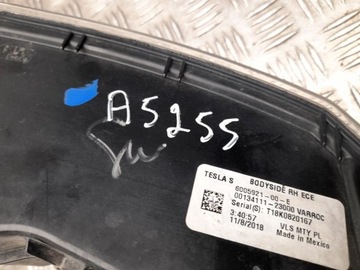 A5255
TESLA S BODYSIDE RH ECE
6005921-00-E
00134111-23000 VARROC
Serial(S): T18K0820167
3:40:57
11/8/2018
VLS MTY PL
Made in Mexico